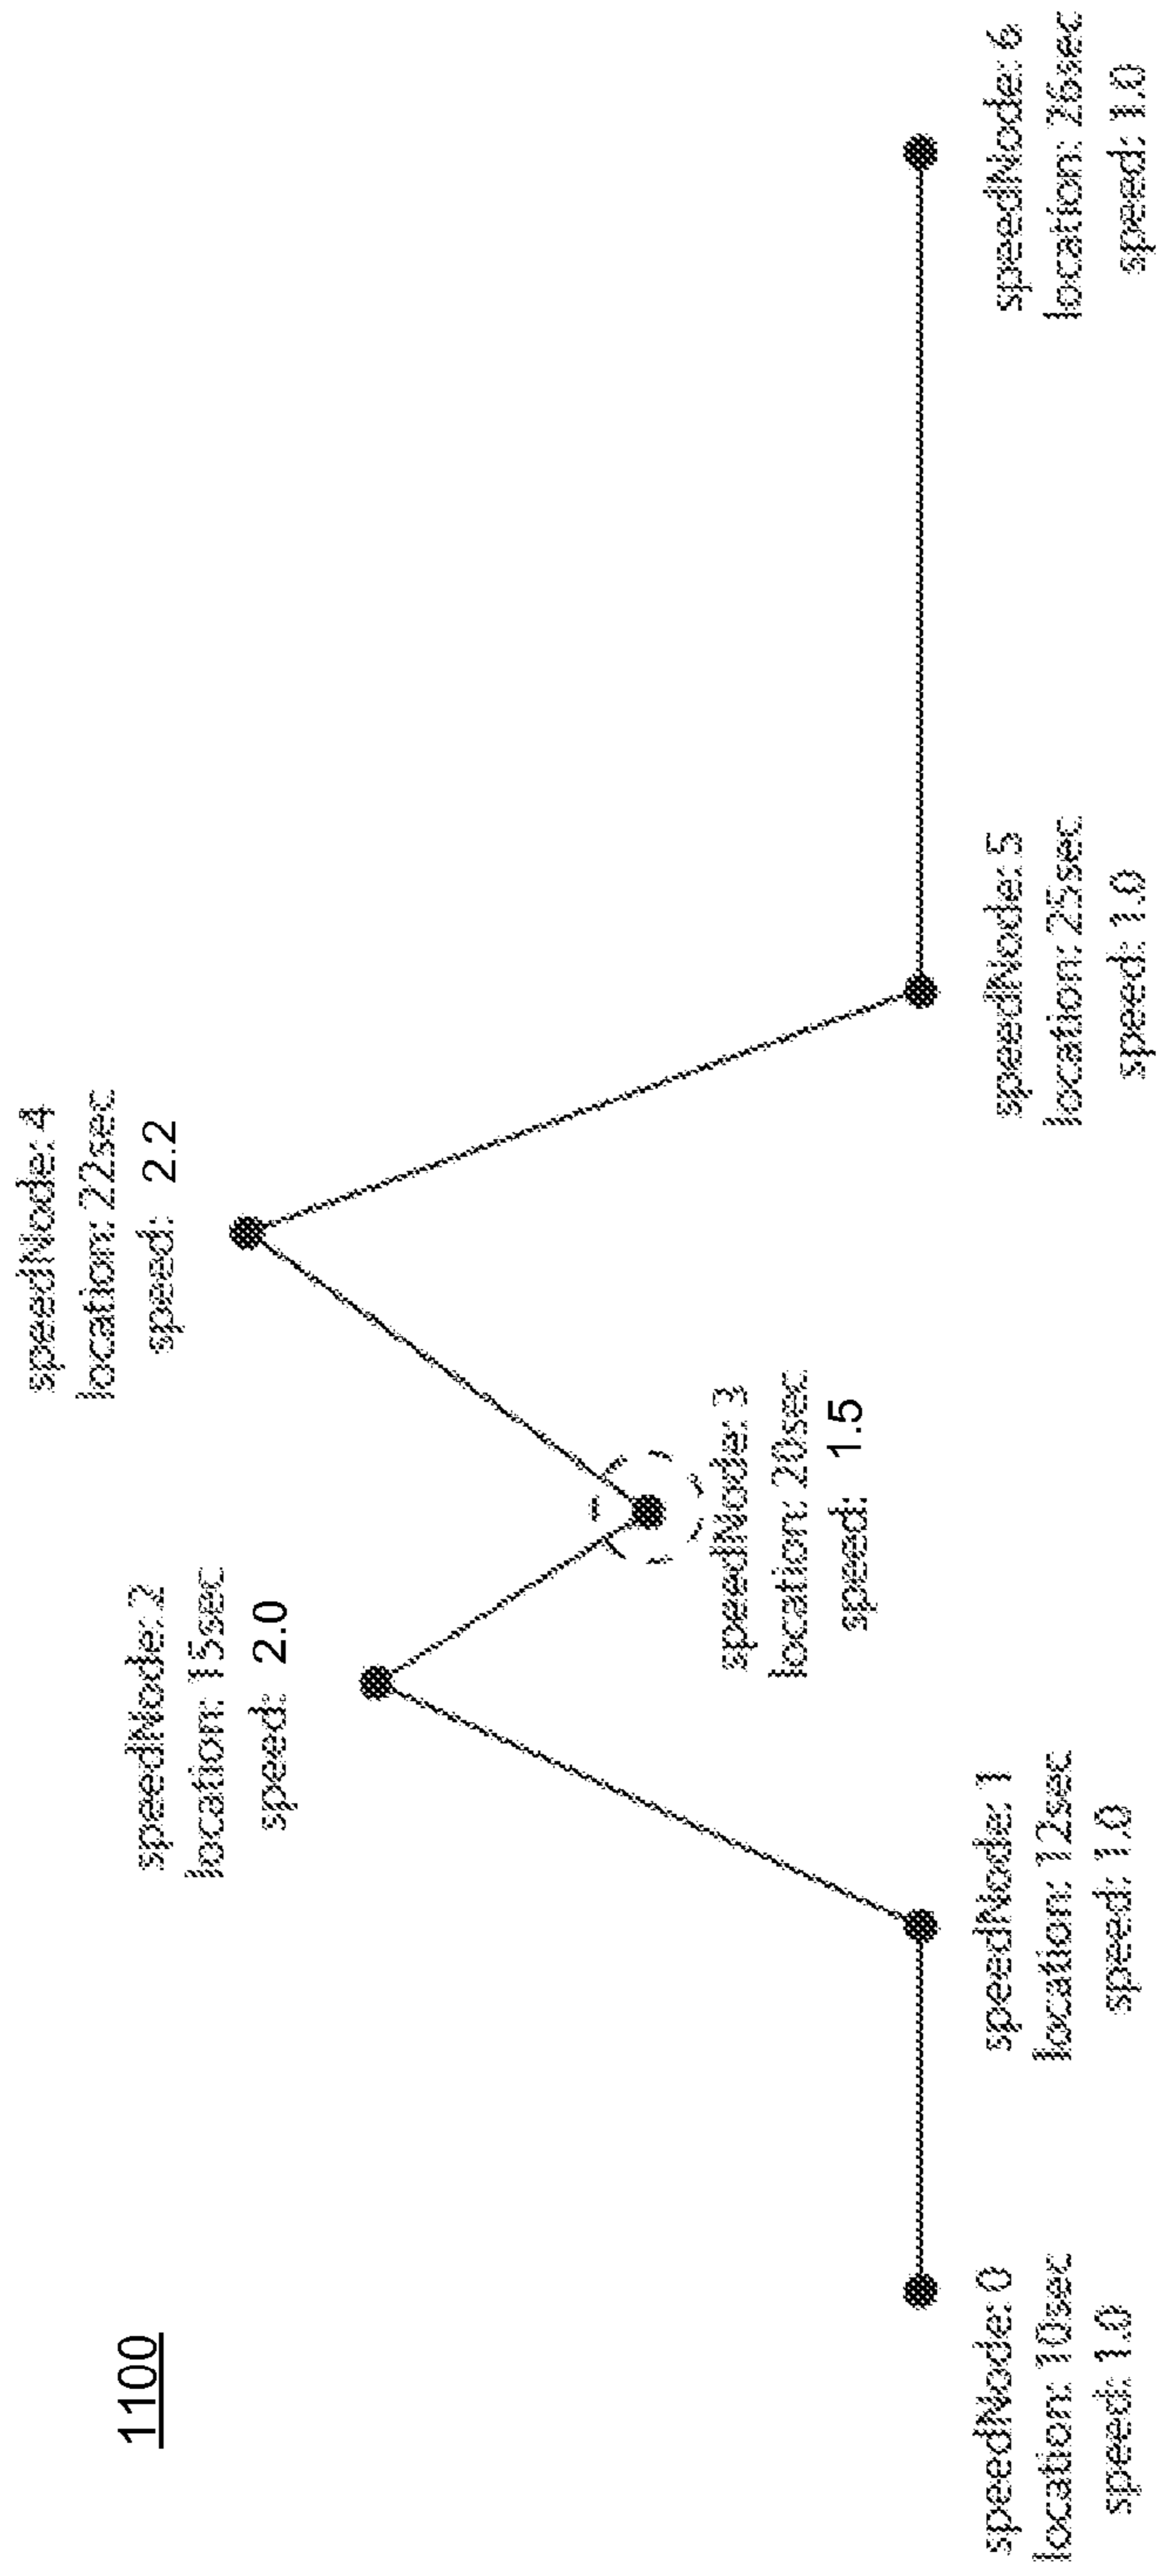 1100
speedNode: 0
location: 10sec
speed: 1.0
speedNode: 1
location: 12sec
speed: 1.0
speedNode: 2
location: 15sec
speed: 2.0
speedNode: 3
location: 20sec
speed: 1.5
speedNode: 4
location: 22sec
speed: 2.2
speedNode: 5
location: 25sec
speed: 1.0
speedNode: 6
location: 26sec
speed: 1.0